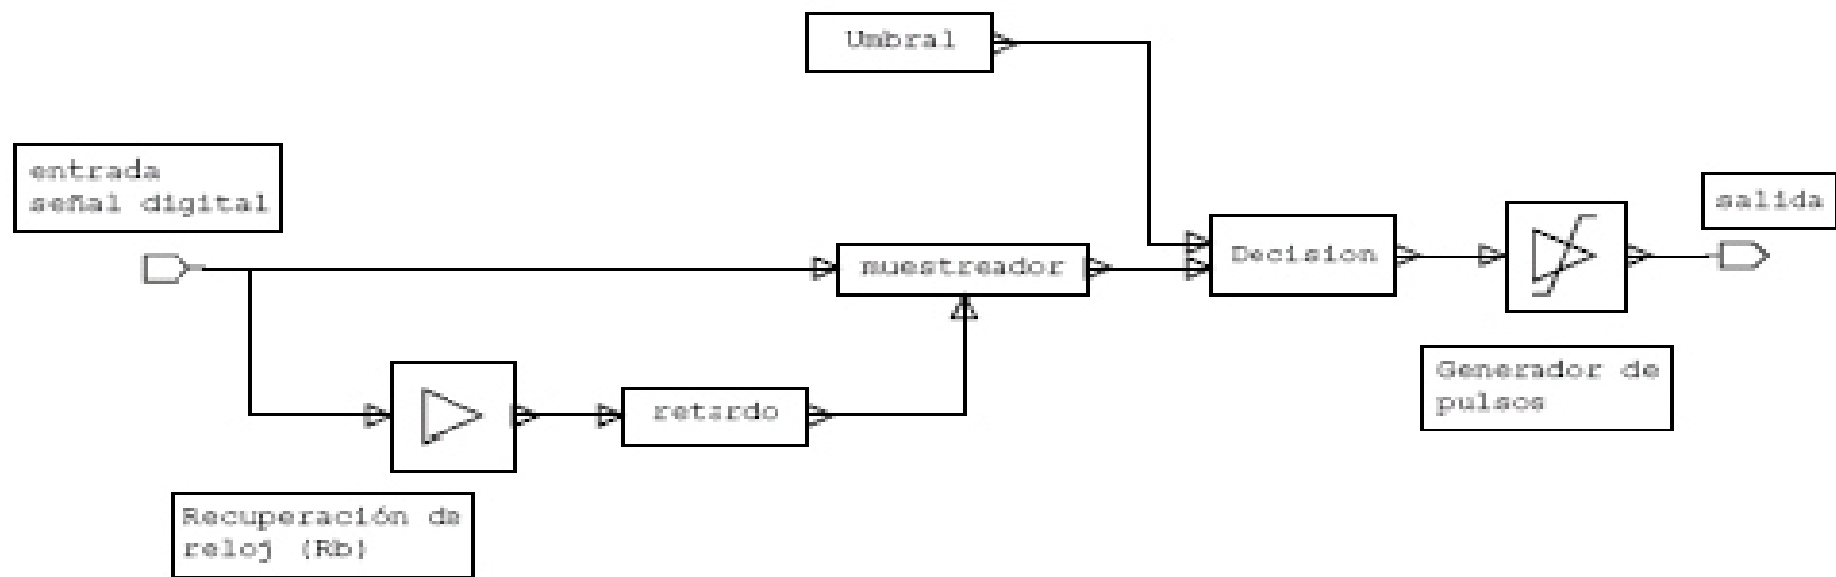 Umbral
entrada
señal digital
salida
Decision
muestreador
Generador de
pulsos
retardo
Recuperación de
reloj (Rb)